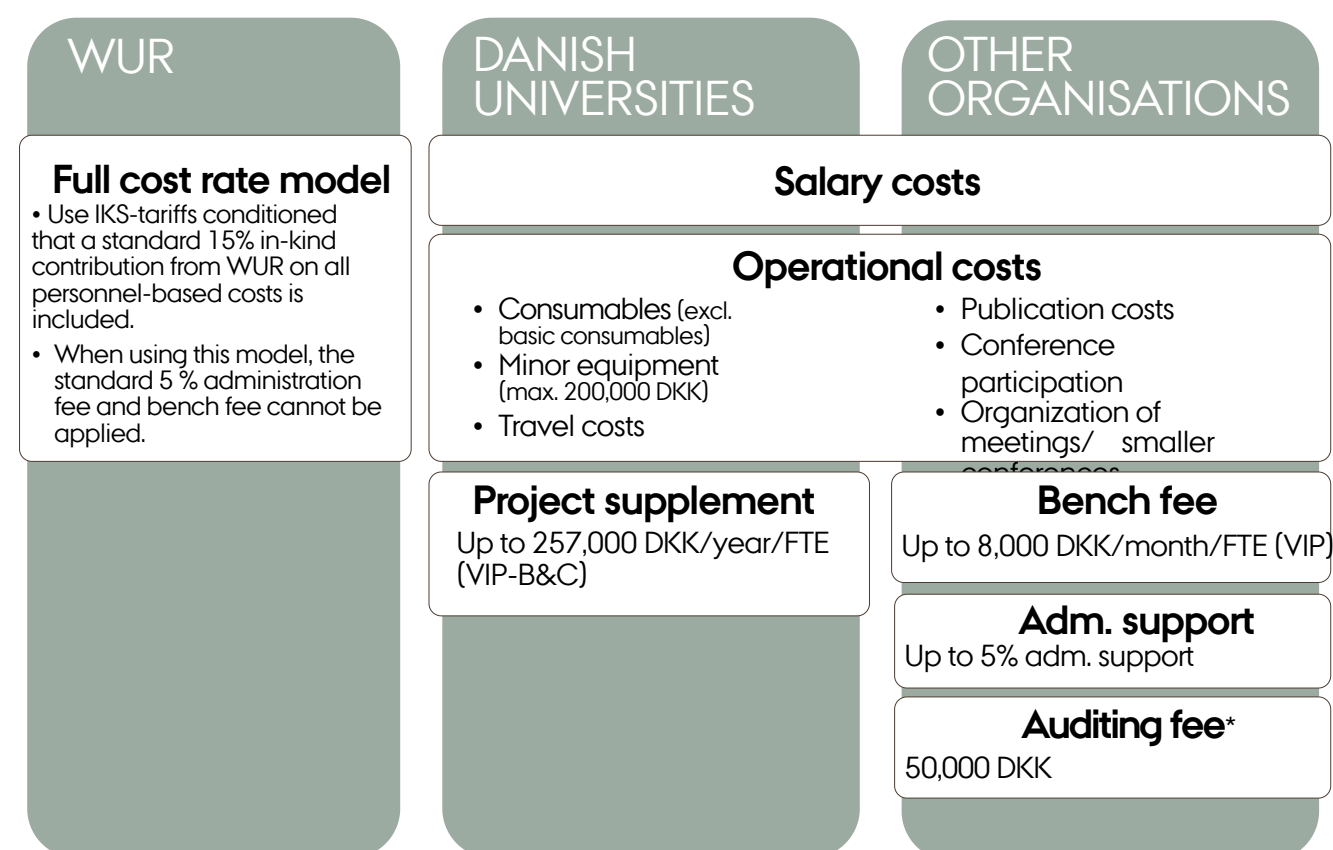 WUR
Full cost rate model
• Use IKS-tariffs conditioned
that a standard 15% in-kind
contribution from WUR on all
personnel-based costs is
included.
• When using this model, the
standard 5 % administration
fee and bench fee cannot be
applied.
DANISH
UNIVERSITIES
OTHER
ORGANISATIONS
Salary costs
Operational costs
• Consumables (excl.
basic consumables)
• Minor equipment
(max. 200,000 DKK)
• Travel costs
• Publication costs
• Conference
participation
• Organization of
meetings/ smaller
conferences
Project supplement
Up to 257,000 DKK/year/FTE
(VIP-B&C)
Bench fee
Up to 8,000 DKK/month/FTE (VIP)
Adm. support
Up to 5% adm. support
Auditing fee*
50,000 DKK